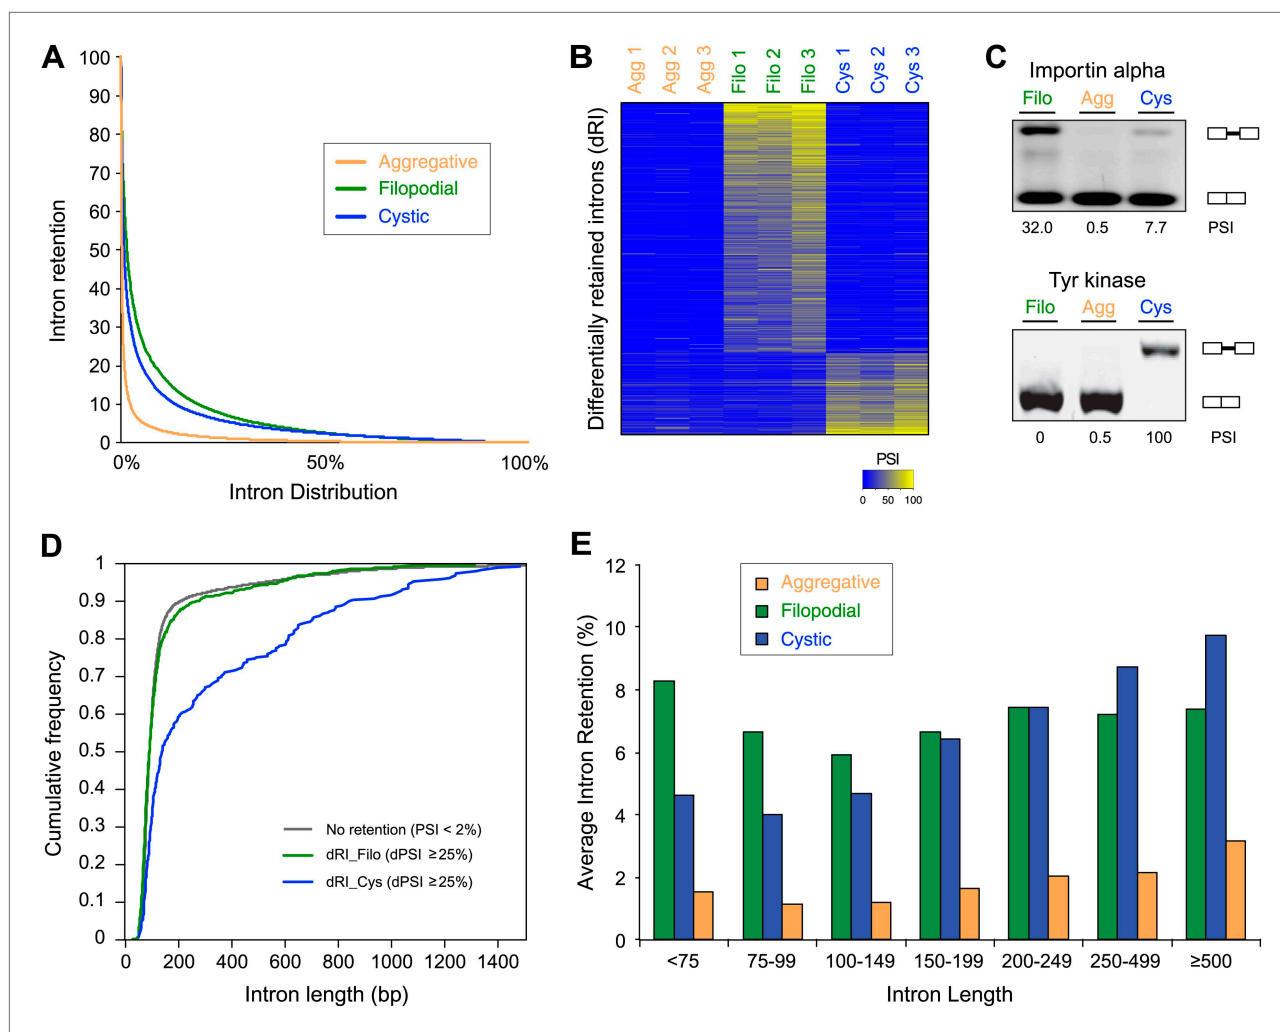 A
100
90
80
70
60
50
40
30
20
10
0
Intron retention
0%
50%
100%
Intron Distribution
Aggregative
Filopodial
Cystic
B
Agg 1
Agg 2
Agg 3
Filo 1
Filo 2
Filo 3
Cys 1
Cys 2
Cys 3
Differentially retained introns (dRI)
PSI
0 50 100
C
Importin alpha
Filo Agg Cys
32.0 0.5 7.7 PSI
Tyr kinase
Filo Agg Cys
0 0.5 100 PSI
D
1
0.9
0.8
0.7
0.6
0.5
0.4
0.3
0.2
0.1
0
Cumulative frequency
No retention (PSI < 2%)
dRI_Filo (dPSI ≥25%)
dRI_Cys (dPSI ≥25%)
0 200 400 600 800 1000 1200 1400
Intron length (bp)
E
12
10
8
6
4
2
0
Average Intron Retention (%)
Aggregative
Filopodial
Cystic
<75 75-99 100-149 150-199 200-249 250-499 ≥500
Intron Length